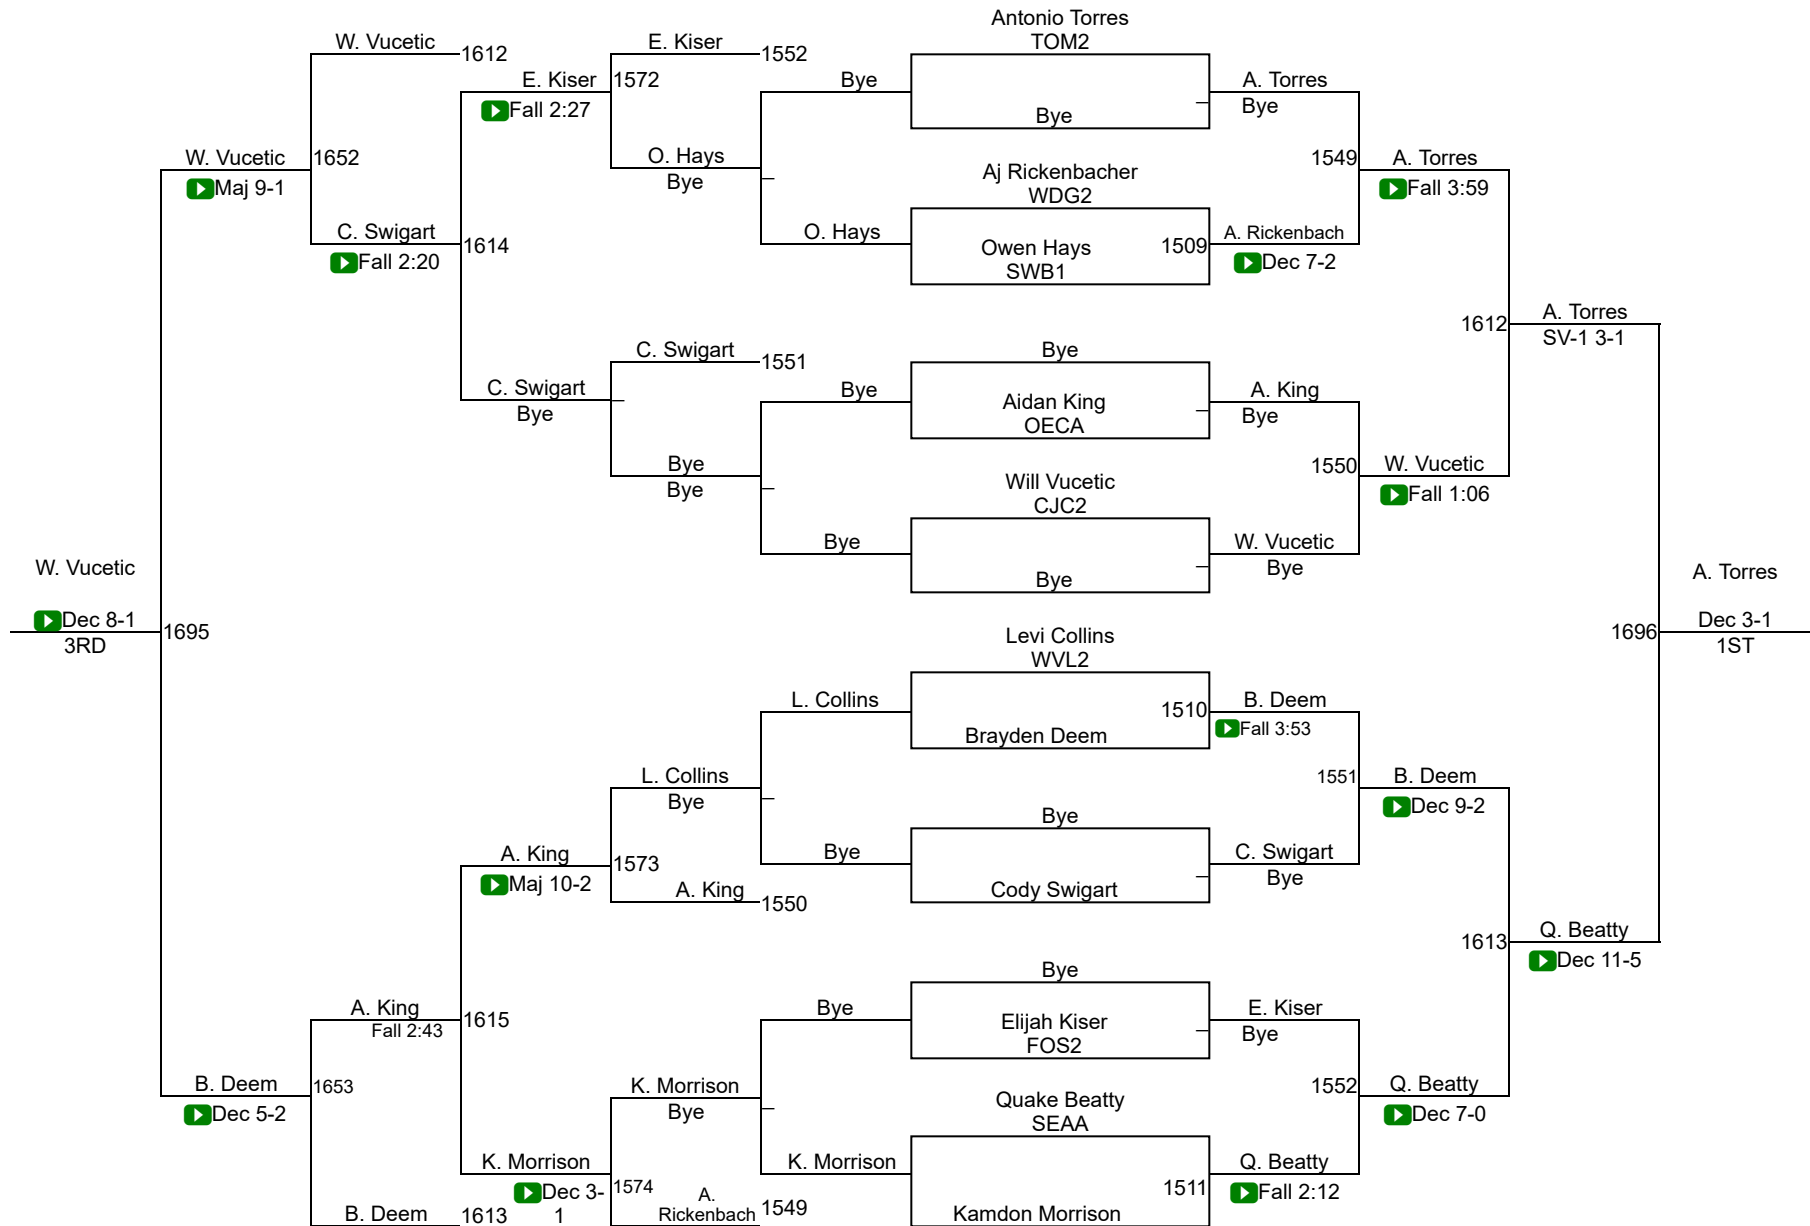 Antonio Torres
TOM2
W. Vucetic
1612
E. Kiser
1552
E. Kiser
1572
Bye
A. Torres
Fall 2:27
Bye
Bye
W. Vucetic
1652
O. Hays
Bye
1549
A. Torres
Maj 9-1
Aj Rickenbacher
WDG2
Fall 3:59
C. Swigart
1614
O. Hays
Owen Hays
SWB1
1509
A. Rickenbach
Fall 2:20
Dec 7-2
1612
A. Torres
SV-1 3-1
C. Swigart
1551
Bye
C. Swigart
Bye
Bye
Aidan King
OECA
A. King
Bye
Bye
Bye
1550
W. Vucetic
Will Vucetic
CJC2
Fall 1:06
Bye
W. Vucetic
Bye
Bye
W. Vucetic
A. Torres
Dec 8-1
3RD
1695
Levi Collins
WVL2
1696
Dec 3-1
1ST
L. Collins
1510
B. Deem
Brayden Deem
Fall 3:53
L. Collins
Bye
1551
B. Deem
Dec 9-2
Bye
A. King
1573
Bye
C. Swigart
Maj 10-2
A. King
1550
Cody Swigart
Bye
1613
Q. Beatty
Dec 11-5
Bye
A. King
Fall 2:43
1615
Bye
Elijah Kiser
FOS2
E. Kiser
Bye
B. Deem
1653
K. Morrison
Bye
1552
Q. Beatty
Dec 5-2
Quake Beatty
SEAA
Dec 7-0
K. Morrison
1574
K. Morrison
1511
Q. Beatty
Dec 3-
1
A.
Rickenbach
1549
Fall 2:12
B. Deem
1613
Kamdon Morrison